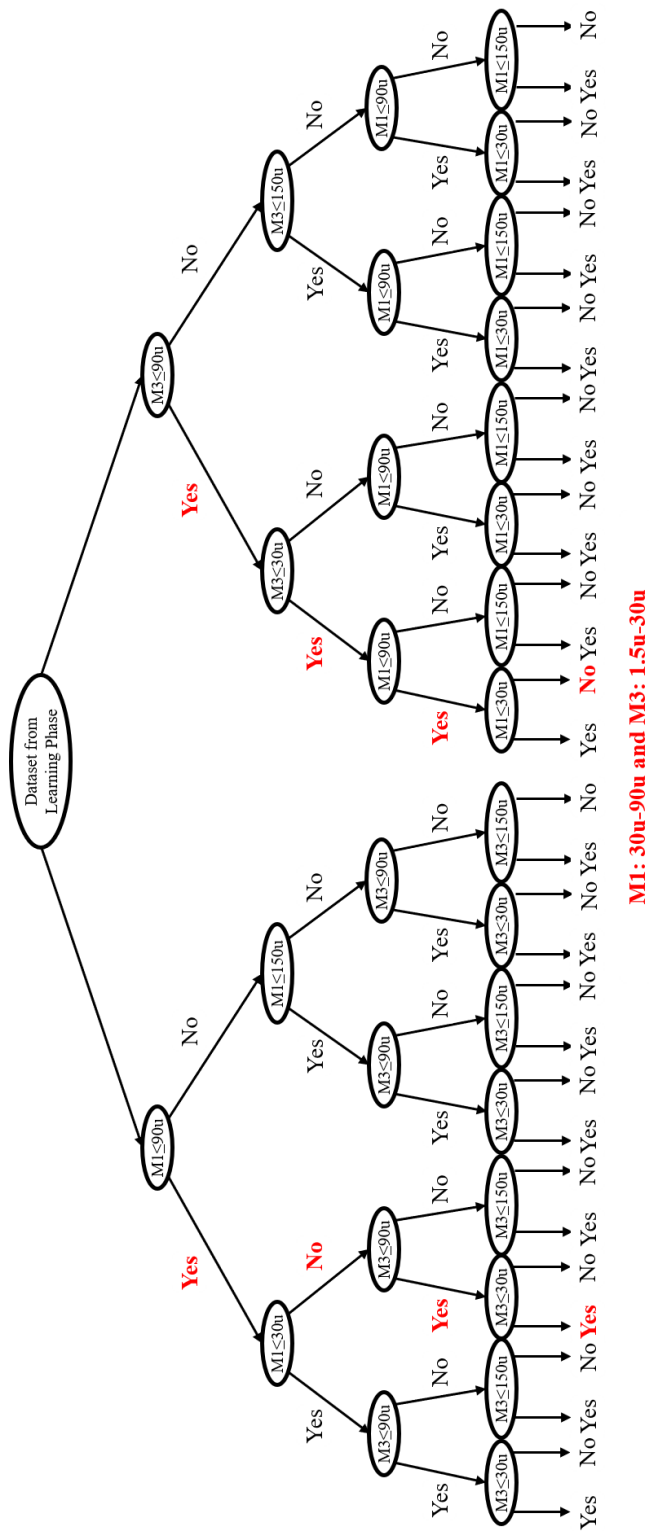 Dataset from
Learning Phase
M1≤90u M3≤90u
Yes No Yes No
M1≤30u M1≤150u M3≤30u M3≤150u
Yes No Yes No Yes No Yes No
M3≤90u M3≤90u M3≤90u M3≤90u M1≤90u M1≤90u M1≤90u M1≤90u
Yes No Yes No Yes No Yes No Yes No Yes No Yes No Yes No
M3≤30u M3≤150u M3≤30u M3≤150u M3≤30u M3≤150u M3≤30u M3≤150u M1≤30u M1≤150u M1≤30u M1≤150u M1≤30u M1≤150u M1≤30u M1≤150u
Yes No Yes No Yes No Yes No Yes No Yes No Yes No Yes No Yes No Yes No Yes No Yes No Yes No Yes No Yes No Yes No
M1: 30u-90u and M3: 1.5u-30u